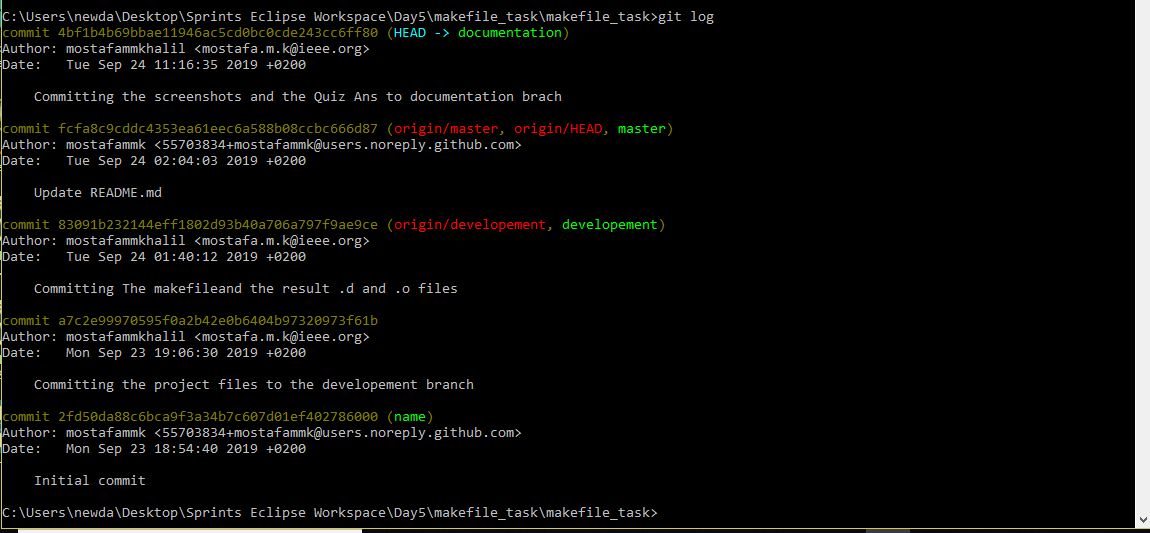 C:\Users\newda\Desktop\Sprints Eclipse Workspace\Day5\makefile_task\makefile_task>git log
commit 4bf1b4b69bbae11946ac5cd0bc0cde243cc6ff80 (HEAD -> documentation)
Author: mostafammkhalil <mostafa.m.k@ieee.org>
Date:   Tue Sep 24 11:16:35 2019 +0200
    Committing the screenshots and the Quiz Ans to documentation brach
commit fcfa8c9cddc4353ea61eec6a588b08ccbc666d87 (origin/master, origin/HEAD, master)
Author: mostafammk <55703834+mostafammk@users.noreply.github.com>
Date:   Tue Sep 24 02:04:03 2019 +0200
    Update README.md
commit 83091b232144eff1802d93b40a706a797f9ae9ce (origin/developement, developement)
Author: mostafammkhalil <mostafa.m.k@ieee.org>
Date:   Tue Sep 24 01:40:12 2019 +0200
    Committing The makefileand the result .d and .o files
commit a7c2e99970595f0a2b42e0b6404b97320973f61b
Author: mostafammkhalil <mostafa.m.k@ieee.org>
Date:   Mon Sep 23 19:06:30 2019 +0200
    Committing the project files to the developement branch
commit 2fd50da88c6bca9f3a34b7c607d01ef402786000 (name)
Author: mostafammk <55703834+mostafammk@users.noreply.github.com>
Date:   Mon Sep 23 18:54:40 2019 +0200
    Initial commit
C:\Users\newda\Desktop\Sprints Eclipse Workspace\Day5\makefile_task\makefile_task>